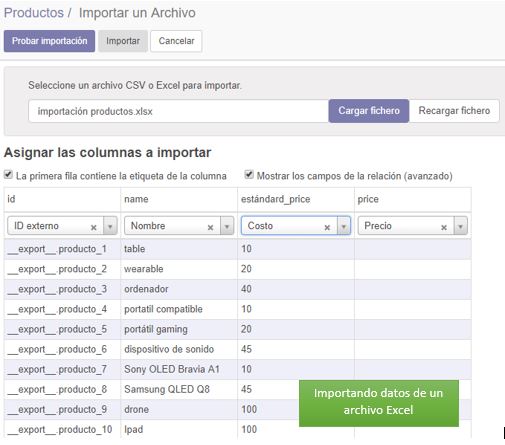 Productos / Importar un Archivo
Probar importación Importar Cancelar
Seleccione un archivo CSV o Excel para importar.
importación productos.xlsx Cargar fichero Recargar fichero
Asignar las columnas a importar
La primera fila contiene la etiqueta de la columna Mostrar los campos de la relación (avanzado)
id name estándard_price price
ID externo Nombre Costo Precio
__export__.producto_1 table 10
__export__.producto_2 wearable 20
__export__.producto_3 ordenador 40
__export__.producto_4 portatil compatible 10
__export__.producto_5 portátil gaming 20
__export__.producto_6 dispositivo de sonido 45
__export__.producto_7 Sony OLED Bravia A1 10
__export__.producto_8 Samsung QLED Q8 45
__export__.producto_9 drone 100
__export__.producto_10 Ipad 100
Importando datos de un
archivo Excel